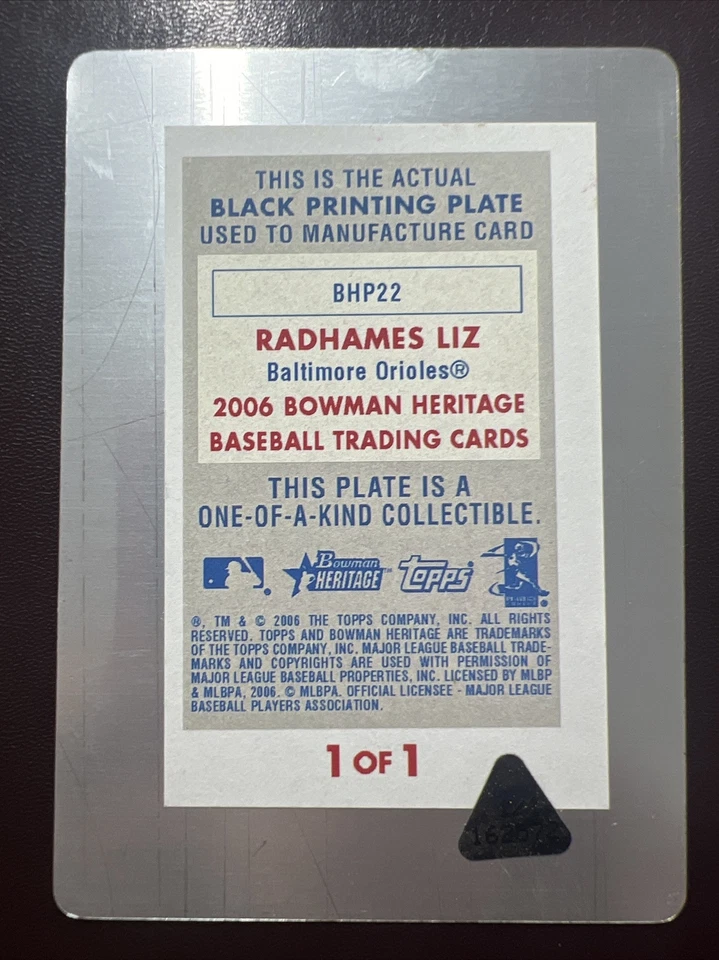 THIS IS THE ACTUAL
BLACK PRINTING PLATE
USED TO MANUFACTURE CARD
BHP22
RADHAMES LIZ
Baltimore Orioles®
2006 BOWMAN HERITAGE
BASEBALL TRADING CARDS
THIS PLATE IS A
ONE-OF-A-KIND COLLECTIBLE.
Bowman
HERITAGE™
TOPPS
®, TM & © 2006 THE TOPPS COMPANY, INC. ALL RIGHTS
RESERVED. TOPPS AND BOWMAN HERITAGE ARE TRADEMARKS
OF THE TOPPS COMPANY, INC. MAJOR LEAGUE BASEBALL TRADE-
MARKS AND COPYRIGHTS ARE USED WITH PERMISSION OF
MAJOR LEAGUE BASEBALL PROPERTIES, INC. LICENSED BY MLBP
& MLBPA, 2006. © MLBPA. OFFICIAL LICENSEE - MAJOR LEAGUE
BASEBALL PLAYERS ASSOCIATION.
1 OF 1